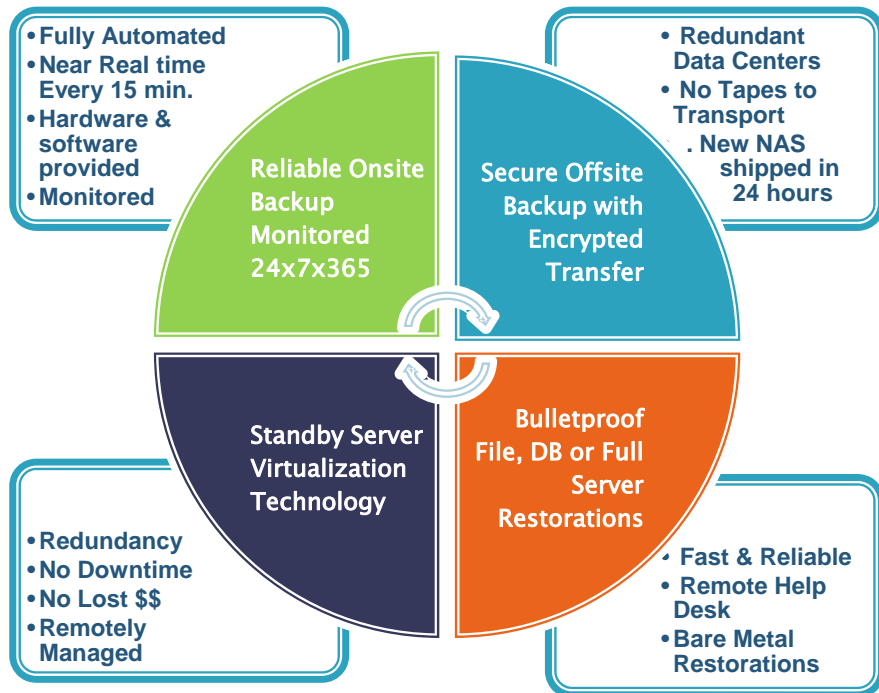 • Fully Automated
• Near Real time
Every 15 min.
• Hardware &
software
provided
• Monitored
Reliable Onsite
Backup
Monitored
24x7x365
• Redundant
Data Centers
• No Tapes to
Transport
. New NAS
shipped in
24 hours
Secure Offsite
Backup with
Encrypted
Transfer
Standby Server
Virtualization
Technology
• Redundancy
• No Downtime
• No Lost $$
• Remotely
Managed
Bulletproof
File, DB or Full
Server
Restorations
• Fast & Reliable
• Remote Help
Desk
• Bare Metal
Restorations